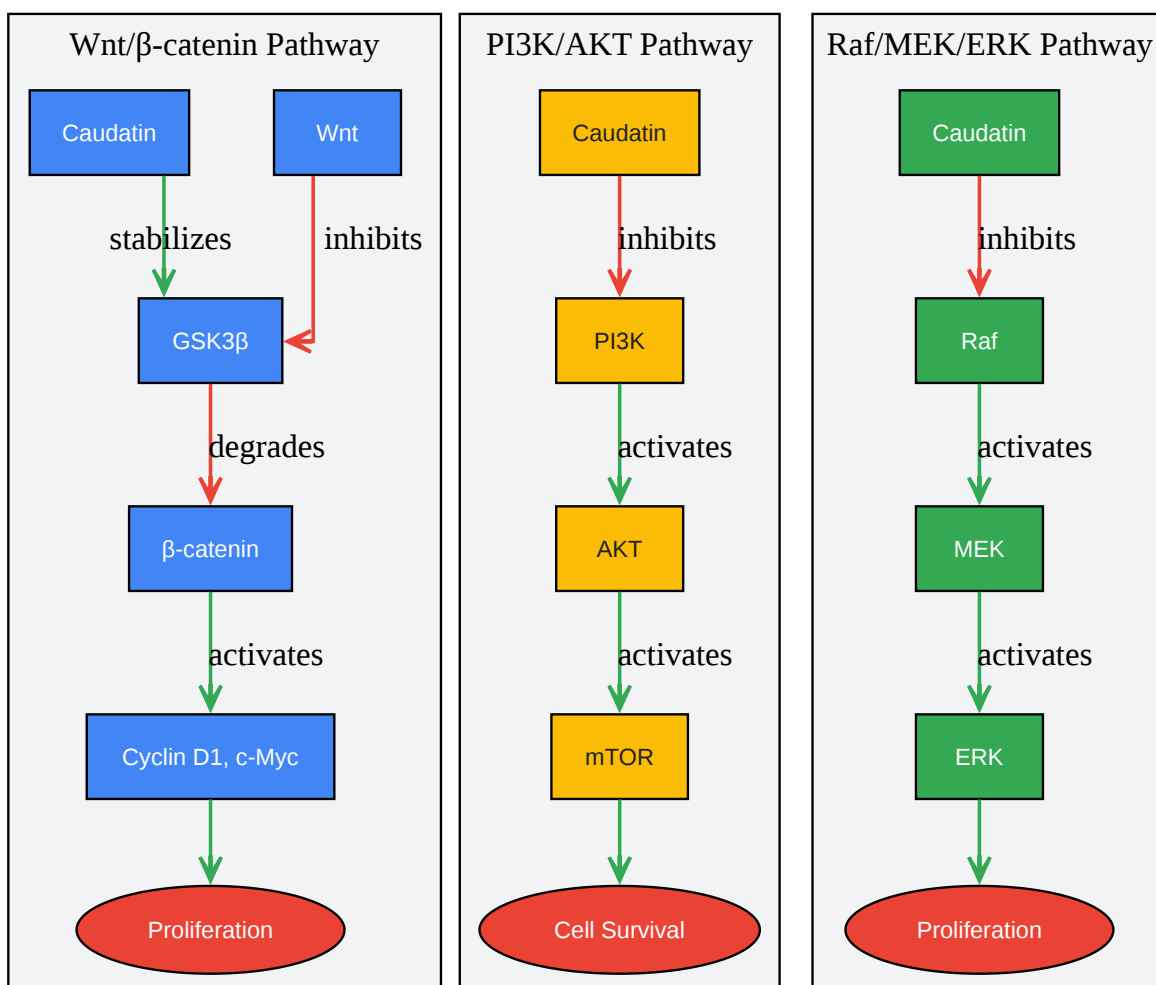 Wnt/β-catenin Pathway
Caudatin
Wnt
stabilizes
inhibits
GSK3β
degrades
β-catenin
activates
Cyclin D1, c-Myc
Proliferation
PI3K/AKT Pathway
Caudatin
inhibits
PI3K
activates
AKT
activates
mTOR
Cell Survival
Raf/MEK/ERK Pathway
Caudatin
inhibits
Raf
activates
MEK
activates
ERK
Proliferation